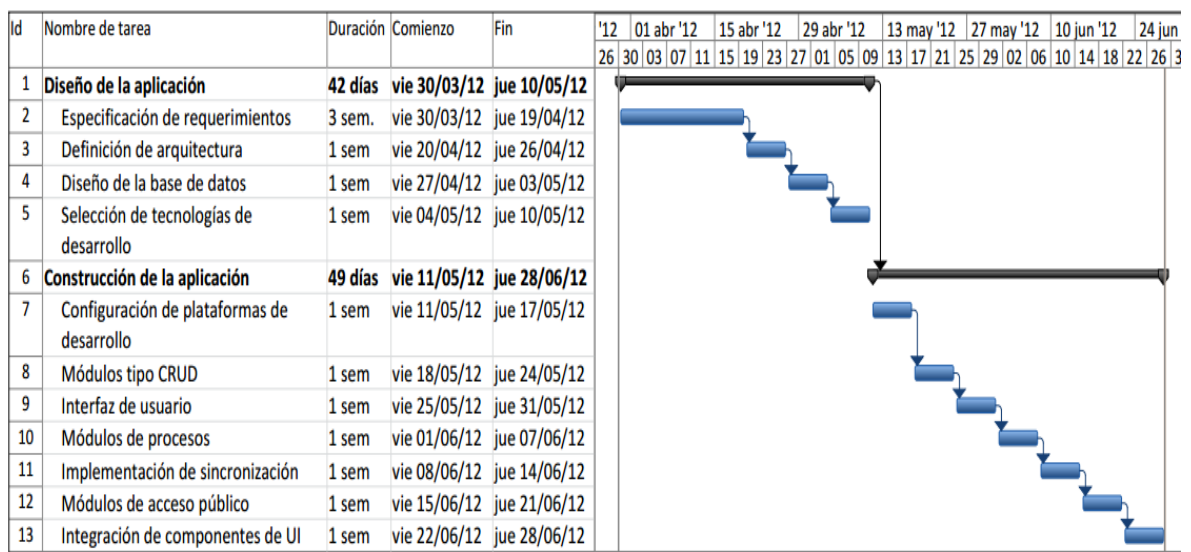 Id Nombre de tarea Duración Comienzo Fin '12 01 abr '12 15 abr '12 29 abr '12 13 may '12 27 may '12 10 jun '12 24 jun
26 30 03 07 11 15 19 23 27 01 05 09 13 17 21 25 29 02 06 10 14 18 22 26 3
1 Diseño de la aplicación 42 días vie 30/03/12 jue 10/05/12
2 Especificación de requerimientos 3 sem. vie 30/03/12 jue 19/04/12
3 Definición de arquitectura 1 sem vie 20/04/12 jue 26/04/12
4 Diseño de la base de datos 1 sem vie 27/04/12 jue 03/05/12
5 Selección de tecnologías de 1 sem vie 04/05/12 jue 10/05/12
desarrollo
6 Construcción de la aplicación 49 días vie 11/05/12 jue 28/06/12
7 Configuración de plataformas de 1 sem vie 11/05/12 jue 17/05/12
desarrollo
8 Módulos tipo CRUD 1 sem vie 18/05/12 jue 24/05/12
9 Interfaz de usuario 1 sem vie 25/05/12 jue 31/05/12
10 Módulos de procesos 1 sem vie 01/06/12 jue 07/06/12
11 Implementación de sincronización 1 sem vie 08/06/12 jue 14/06/12
12 Módulos de acceso público 1 sem vie 15/06/12 jue 21/06/12
13 Integración de componentes de UI 1 sem vie 22/06/12 jue 28/06/12